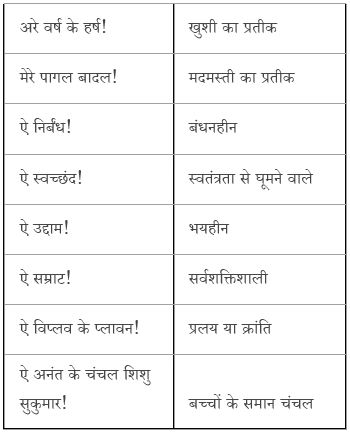 अरे वर्ष के हर्ष! खुशी का प्रतीक
मेरे पागल बादल! मदमस्ती का प्रतीक
ऐ निर्बंध! बंधनहीन
ऐ स्वच्छंद! स्वतंत्रता से घूमने वाले
ऐ उद्दाम! भयहीन
ऐ सम्राट! सर्वशक्तिशाली
ऐ विप्लव के प्लावन! प्रलय या क्रांति
ऐ अनंत के चंचल शिशु
सुकुमार! बच्चों के समान चंचल